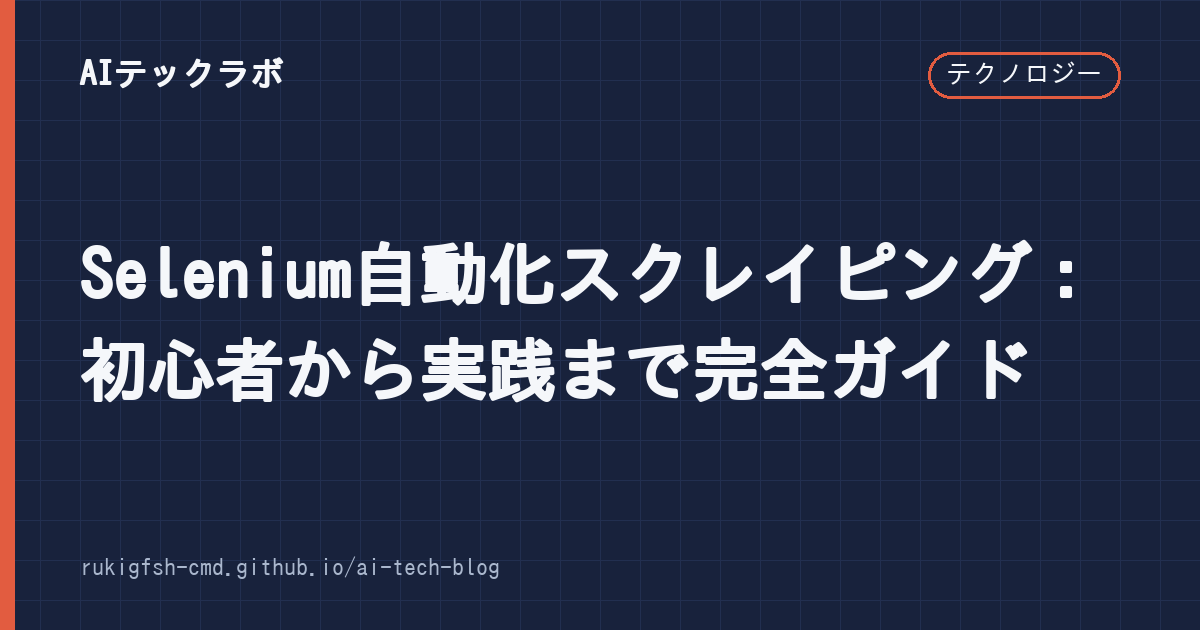 AIテックラボ
テクノロジー
Selenium自動化スクレイピング：
初心者から実践まで完全ガイド
rukigfsh-cmd.github.io/ai-tech-blog